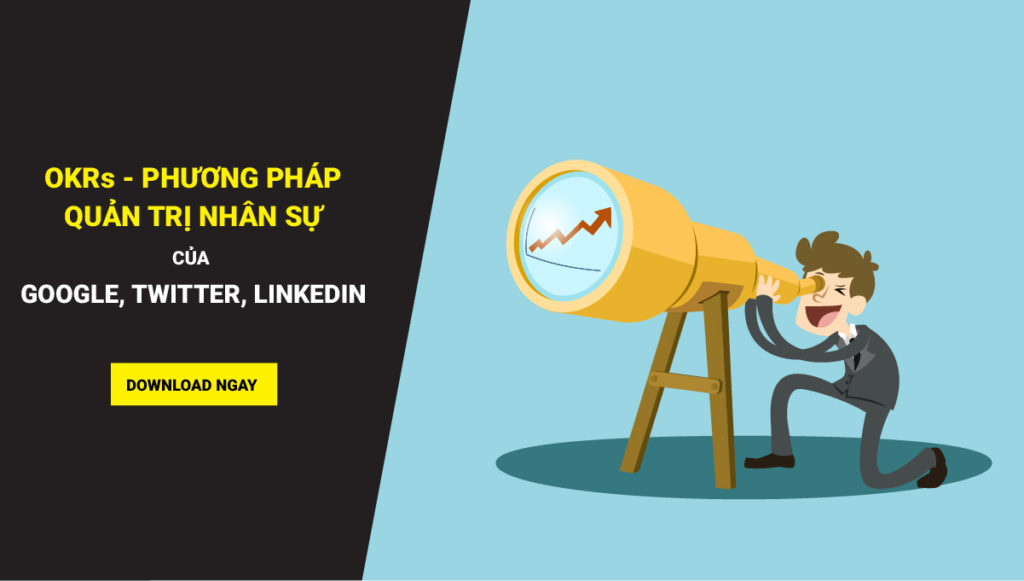 OKRs - PHƯƠNG PHÁP
QUẢN TRỊ NHÂN SỰ
CỦA
GOOGLE, TWITTER, LINKEDIN
DOWNLOAD NGAY